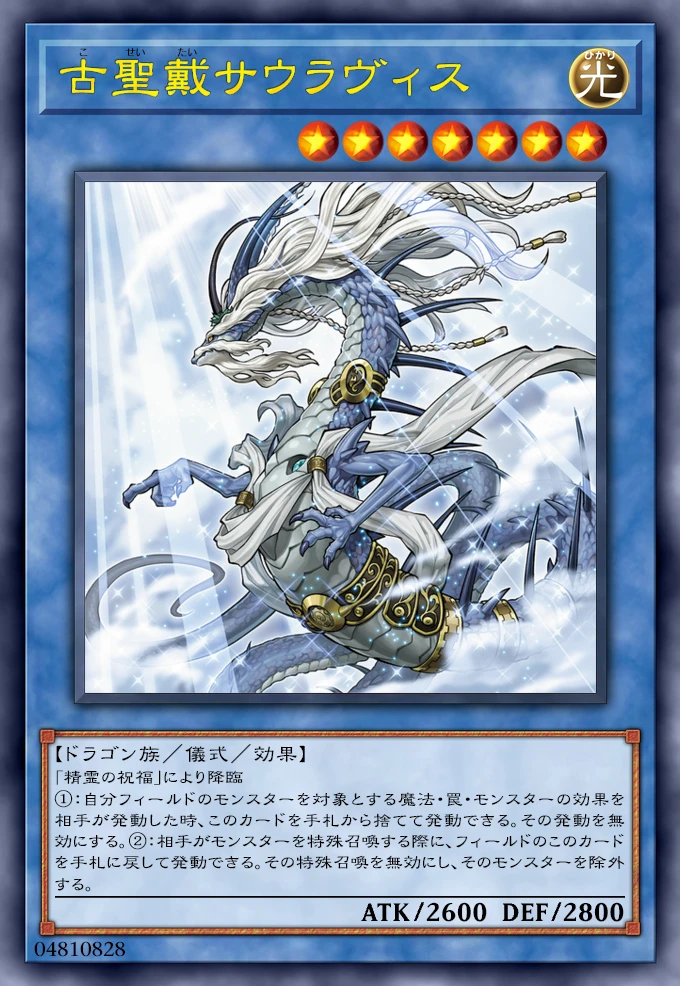 こ せい たい
古聖戴サウラヴィス
ひかり
光
【ドラゴン族／儀式／効果】
「精霊の祝福」により降臨
①：自分フィールドのモンスターを対象とする魔法・罠・モンスターの効果を
相手が発動した時、このカードを手札から捨てて発動できる。その発動を無
効にする。②：相手がモンスターを特殊召喚する際に、フィールドのこのカード
を手札に戻して発動できる。その特殊召喚を無効にし、そのモンスターを除外
する。
ATK/2600 DEF/2800
04810828